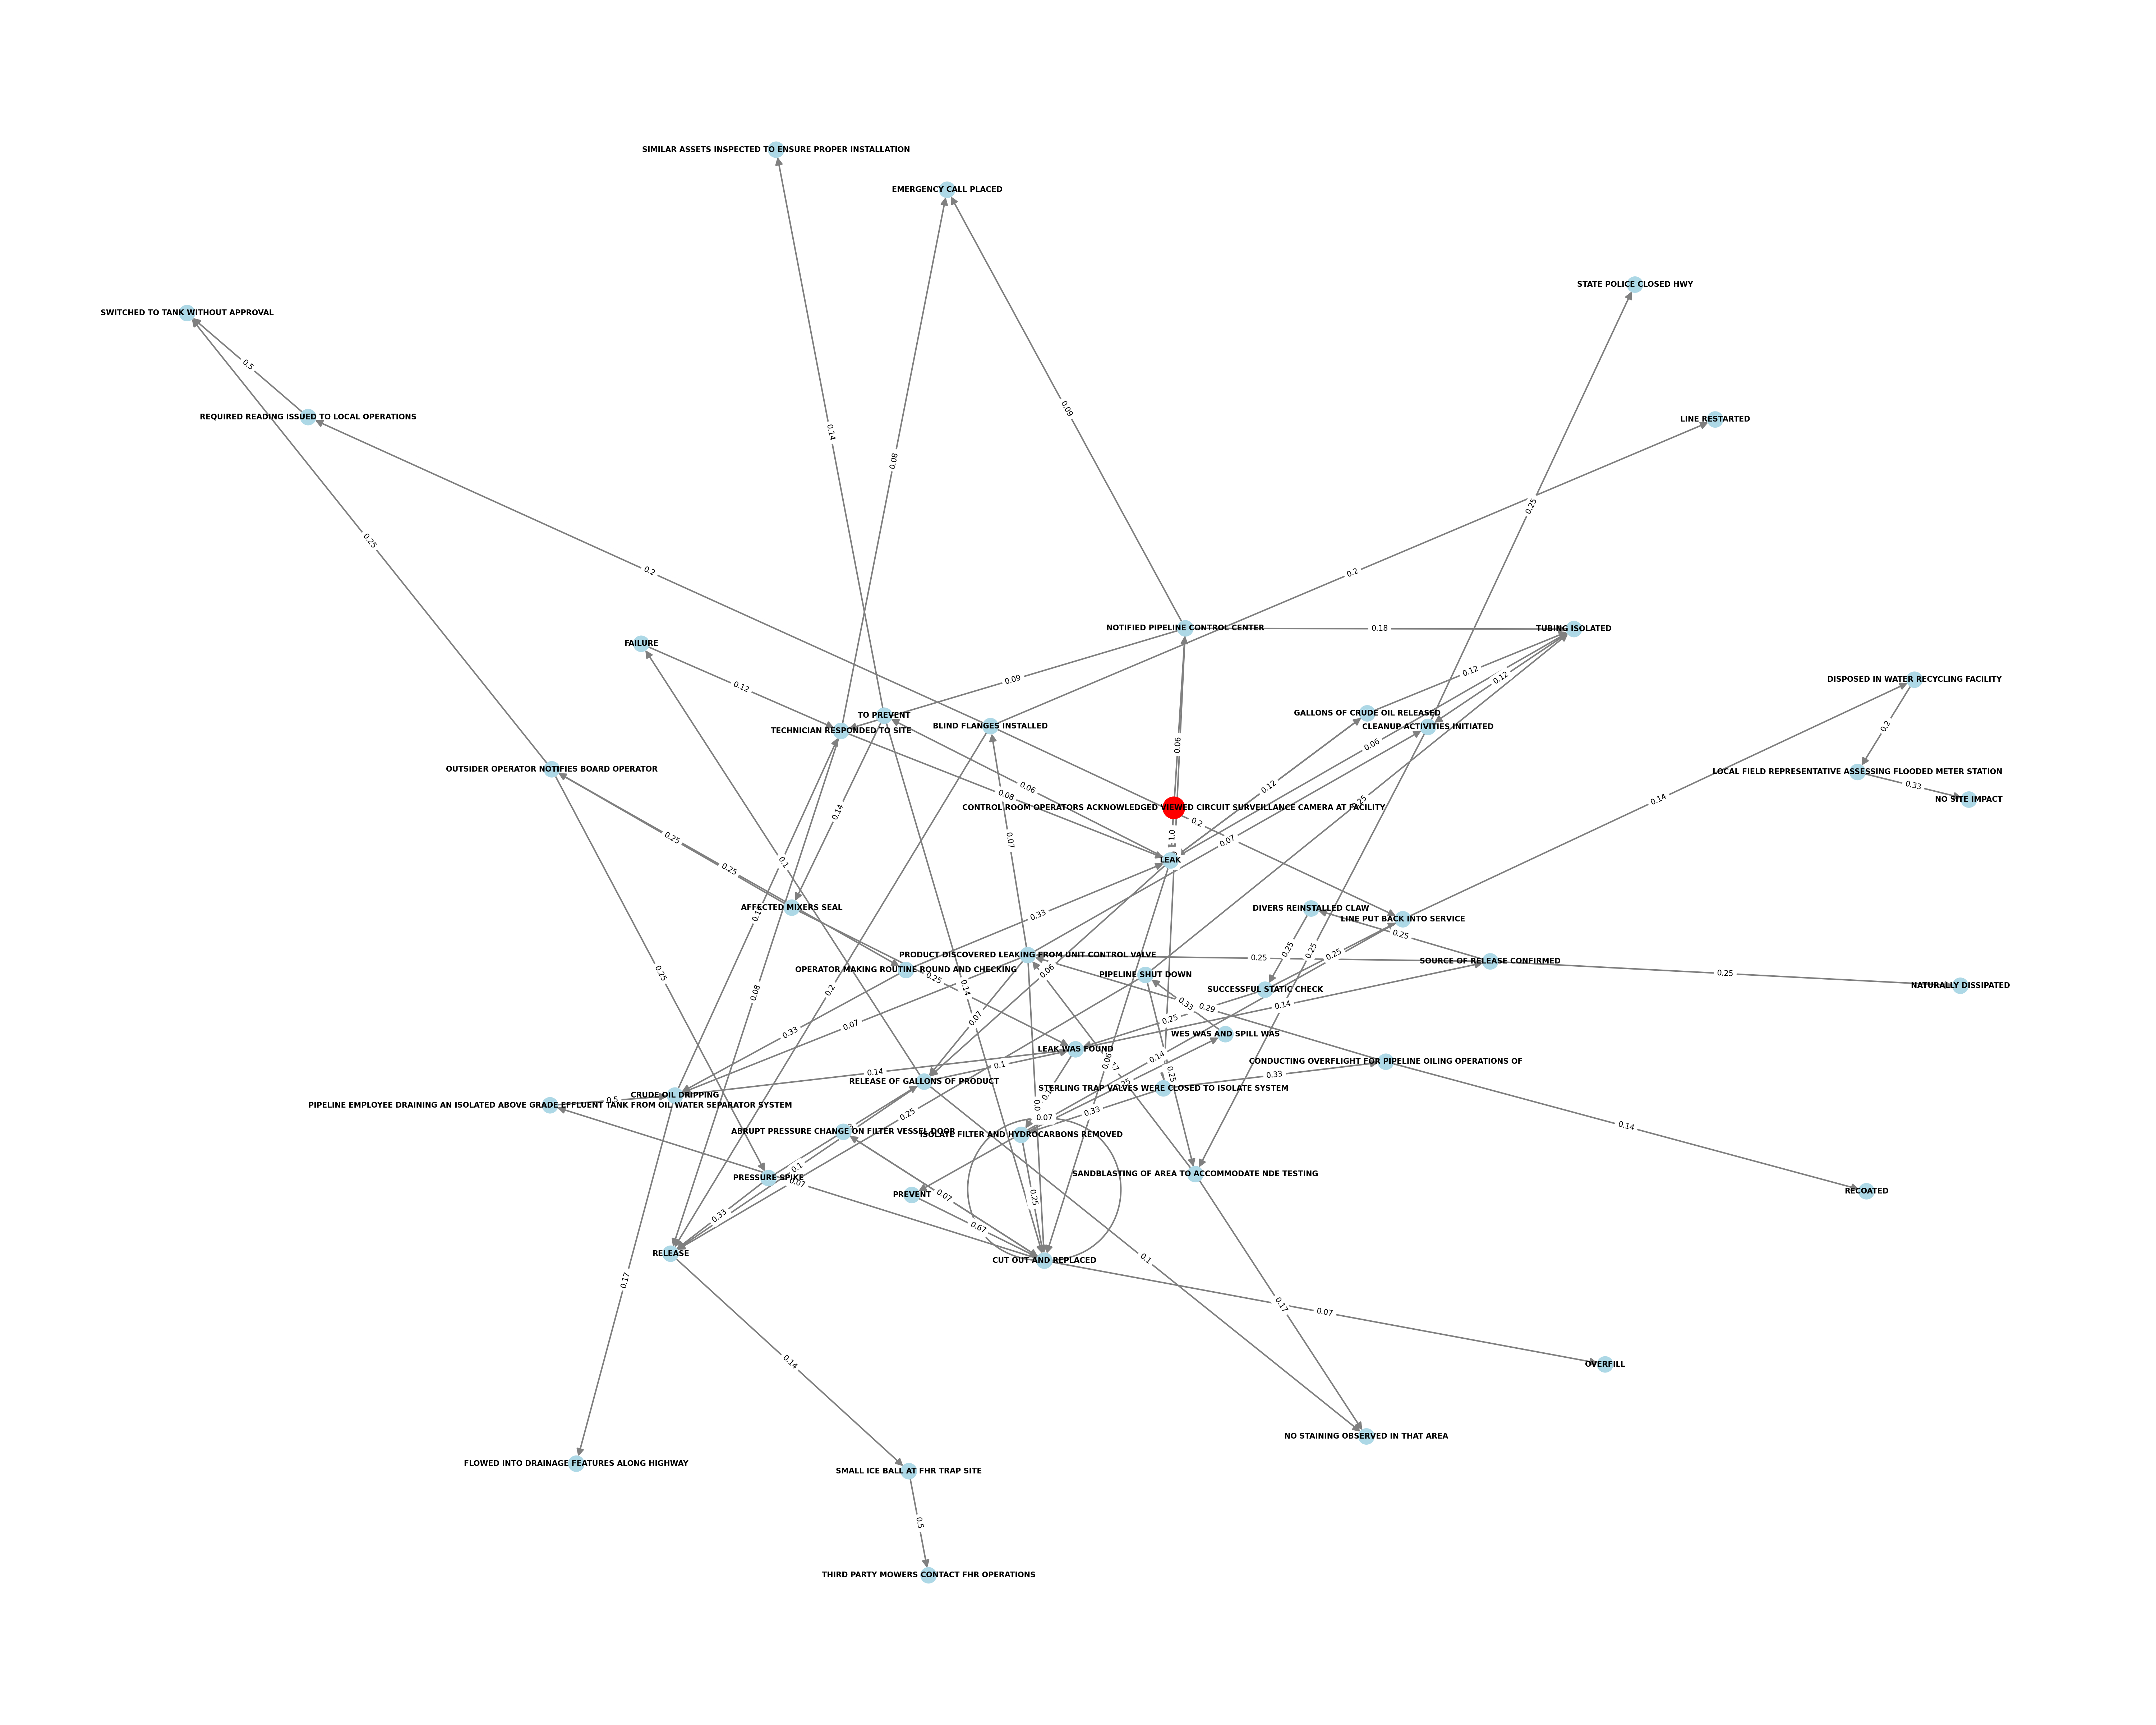 SIMILAR ASSETS INSPECTED TO ENSURE PROPER INSTALLATION
EMERGENCY CALL PLACED
STATE POLICE CLOSED HWY
SWITCHED TO TANK WITHOUT APPROVAL
0.5
REQUIRED READING ISSUED TO LOCAL OPERATIONS
LINE RESTARTED
0.09
0.14
0.08
0.25
0.25
0.2
0.2
NOTIFIED PIPELINE CONTROL CENTER
0.18
TUBING ISOLATED
FAILURE
0.12
0.09
0.12
0.12
DISPOSED IN WATER RECYCLING FACILITY
TO PREVENT
GALLONS OF CRUDE OIL RELEASED
BLIND FLANGES INSTALLED
CLEANUP ACTIVITIES INITIATED
TECHNICIAN RESPONDED TO SITE
0.2
0.06
0.06
OUTSIDER OPERATOR NOTIFIES BOARD OPERATOR
LOCAL FIELD REPRESENTATIVE ASSESSING FLOODED METER STATION
0.33
NO SITE IMPACT
0.06
0.08
0.12
0.14
0.14
CONTROL ROOM OPERATORS ACKNOWLEDGED VIEWED CIRCUIT SURVEILLANCE CAMERA AT FACILITY
0.2
0.25
0.07
1.0
0.07
LEAK
0.1
0.25
AFFECTED MIXERS SEAL
DIVERS REINSTALLED CLAW
0.33
LINE PUT BACK INTO SERVICE
0.25
0.25
0.25
0.25
PRODUCT DISCOVERED LEAKING FROM UNIT CONTROL VALVE
0.25
SOURCE OF RELEASE CONFIRMED
OPERATOR MAKING ROUTINE ROUND AND CHECKING
0.06
PIPELINE SHUT DOWN
0.25
0.25
0.25
NATURALLY DISSIPATED
SUCCESSFUL STATIC CHECK
0.14
0.2
0.08
0.33
0.29
0.14
0.07
0.07
0.33
0.25
WES WAS AND SPILL WAS
LEAK WAS FOUND
0.14
0.06
CONDUCTING OVERFLIGHT FOR PIPELINE OILING OPERATIONS OF
0.14
0.1
0.25
0.33
RELEASE OF GALLONS OF PRODUCT
STERLING TRAP VALVES WERE CLOSED TO ISOLATE SYSTEM
CRUDE OIL DRIPPING
0.5
PIPELINE EMPLOYEE DRAINING AN ISOLATED ABOVE GRADE EFFLUENT TANK FROM OIL WATER SEPARATOR SYSTEM
0.25
0.33
0.07
0.14
ABRUPT PRESSURE CHANGE ON FILTER VESSEL DOOR
ISOLATE FILTER AND HYDROCARBONS REMOVED
0.1
SANDBLASTING OF AREA TO ACCOMMODATE NDE TESTING
PRESSURE SPIKE
0.07
PREVENT
0.07
0.25
RECOATED
0.33
0.67
RELEASE
CUT OUT AND REPLACED
0.1
0.17
0.17
0.07
0.14
OVERFILL
NO STAINING OBSERVED IN THAT AREA
FLOWED INTO DRAINAGE FEATURES ALONG HIGHWAY
SMALL ICE BALL AT FHR TRAP SITE
0.5
THIRD PARTY MOWERS CONTACT FHR OPERATIONS